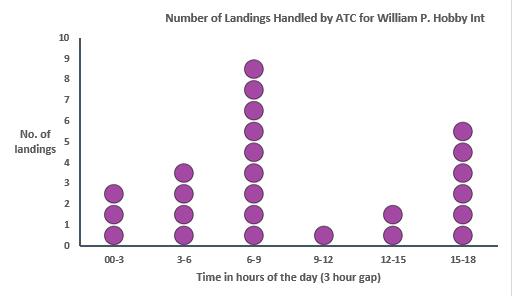 Number of Landings Handled by ATC for William P. Hobby Int
10
9
8
7
6
5
4
3
2
1
0
No. of
landings
00-3 3-6 6-9 9-12 12-15 15-18
Time in hours of the day (3 hour gap)